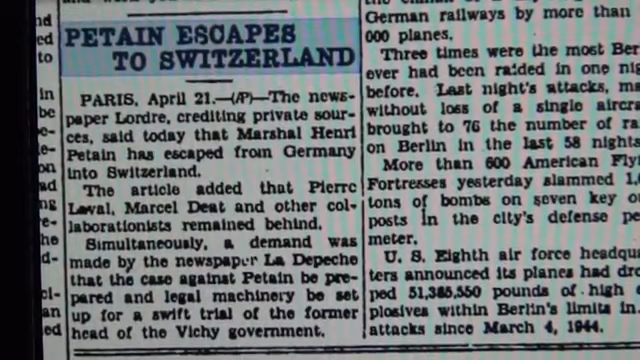 PETAIN ESCAPES
TO SWITZERLAND
PARIS, April 21.—(AP)—The news-
paper Lordre, crediting private sour-
ces, said today that Marshal Henri
Petain has escaped from Germany
into Switzerland.
The article added that Pierre
Laval, Marcel Deat and other col-
laborationists remained behind.
Simultaneously, a demand was
made by the newspaper La Depeche
that the case against Petain be pre-
pared and legal machinery be set
up for a swift trial of the former
head of the Vichy government.
German railways by more than
000 planes.
Three times were the most Ber
ever had been raided in one nig
before. Last night's attacks, ma
without loss of a single aircra
brought to 76 the number of ra
on Berlin in the last 58 nights
More than 600 American Fly
Fortresses yesterday slammed 1,
tons of bombs on seven key o
posts in the city's defense pe
meter.
U. S. Eighth air force headqu
ters announced its planes had dro
ped 51,385,550 pounds of high e
plosives within Berlin's limits in
attacks since March 4, 1944.